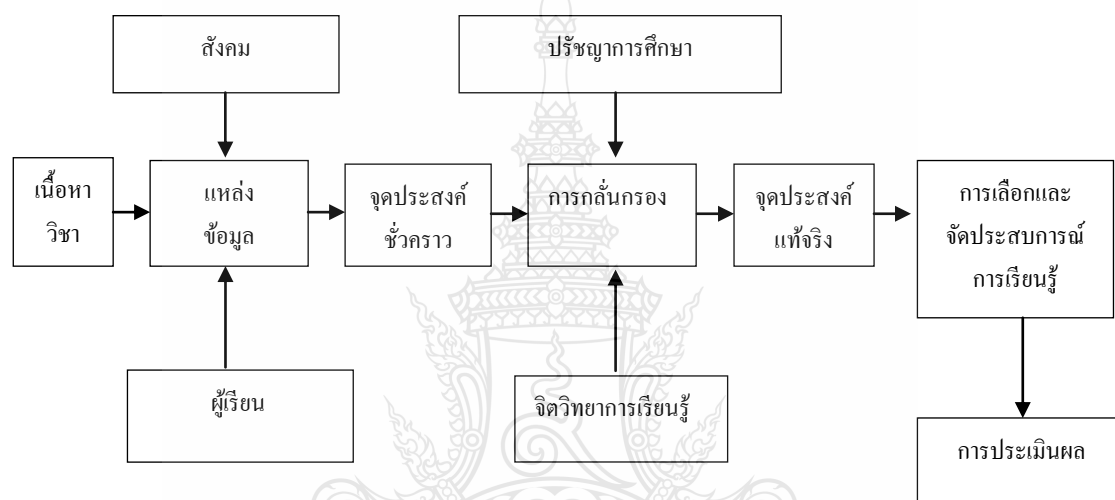 สังคม
ปรัชญาการศึกษา
เนื้อหา
วิชา
แหล่ง
ข้อมูล
จุดประสงค์
ชั่วคราว
การกลั่นกรอง
จุดประสงค์
แท้จริง
การเลือกและ
จัดประสบการณ์
การเรียนรู้
ผู้เรียน
จิตวิทยาการเรียนรู้
การประเมินผล